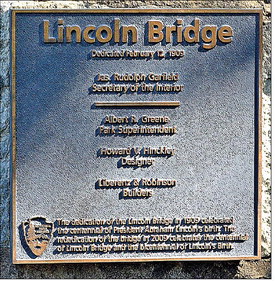 Lincoln Bridge
Dedicated February 12, 1909
Jas. Rudolph Garfield
Secretary of the Interior
Albert R. Greene
Park Superintendent
Howard V. Hinckley
Designer
Liberenz & Robinson
Builders
The dedication of the Lincoln Bridge in 1909 celebrated
the centennial of President Abraham Lincoln's birth. The
rededication of the bridge in 2009 celebrates the centennial
of Lincoln Bridge and the bicentennial of Lincoln's Birth.